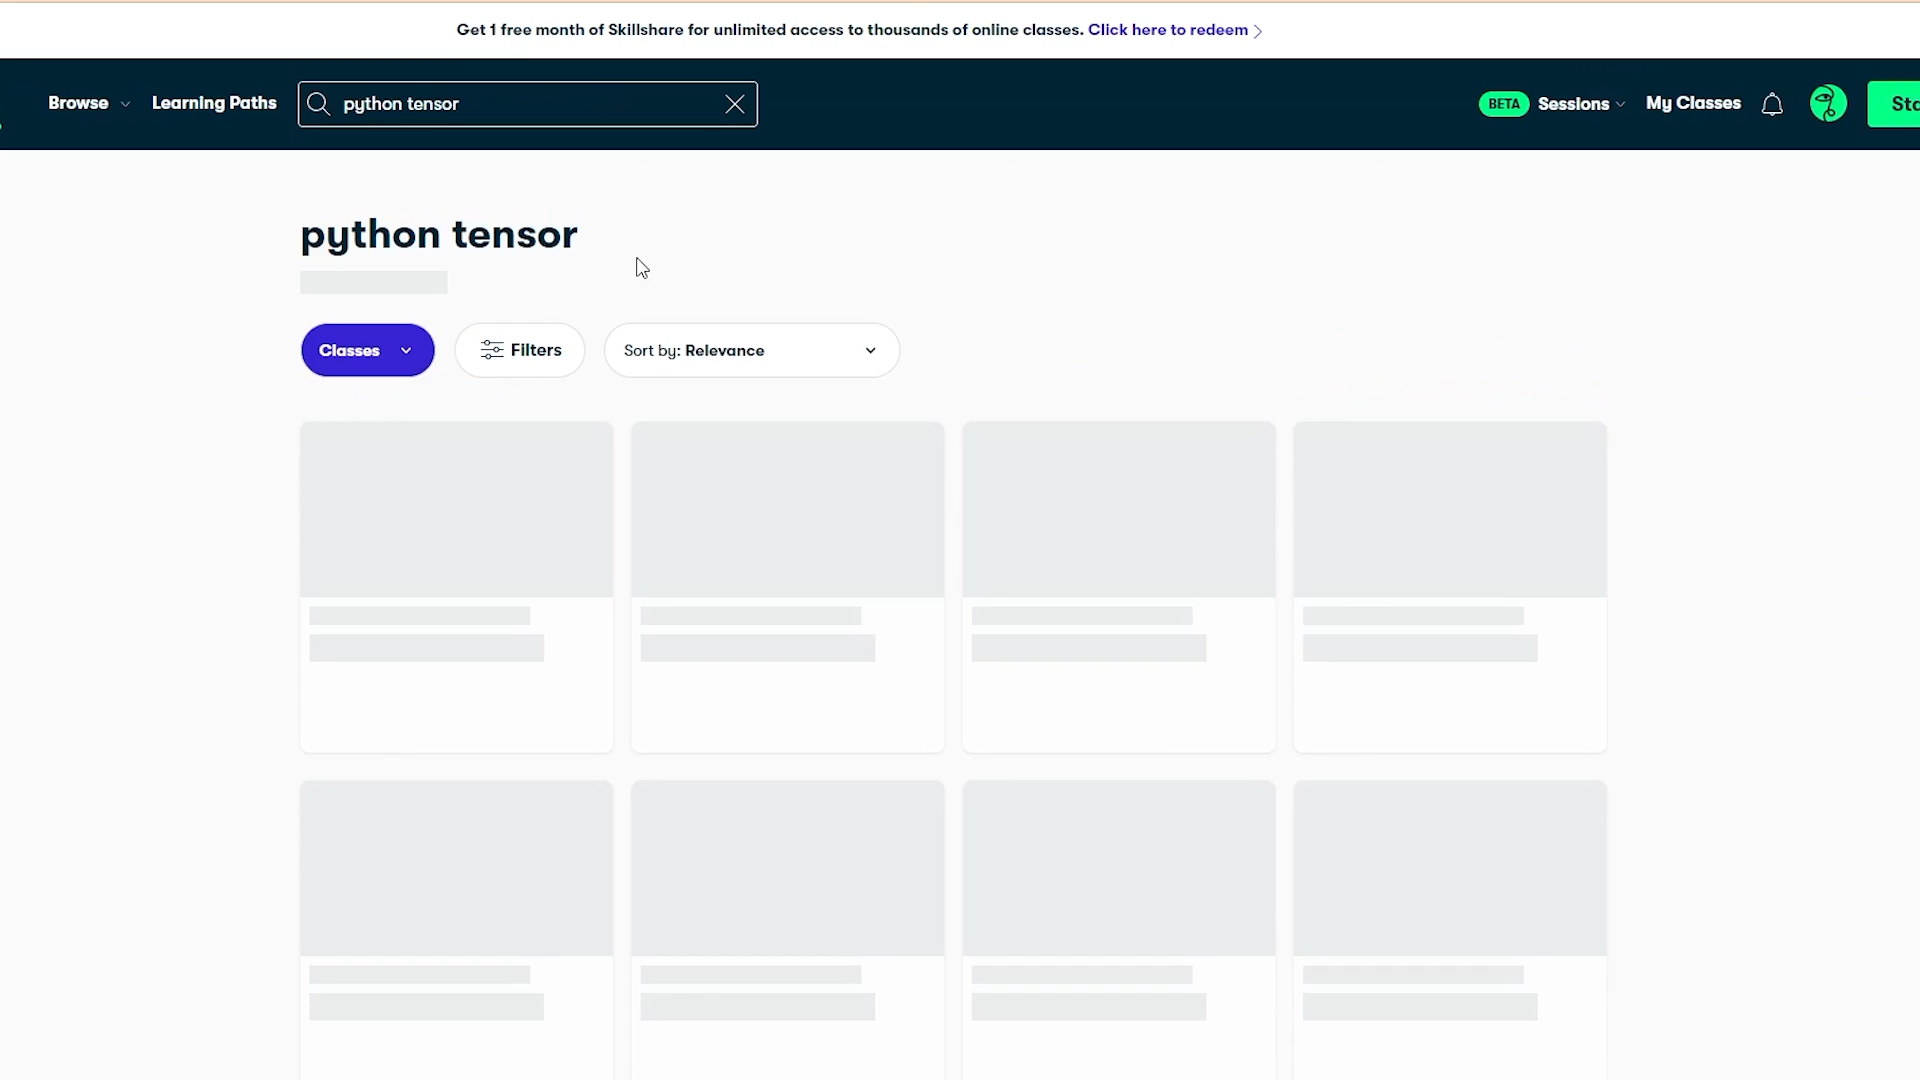 Get 1 free month of Skillshare for unlimited access to thousands of online classes. Click here to redeem
Browse Learning Paths python tensor BETA Sessions My Classes
python tensor
Classes Filters Sort by: Relevance